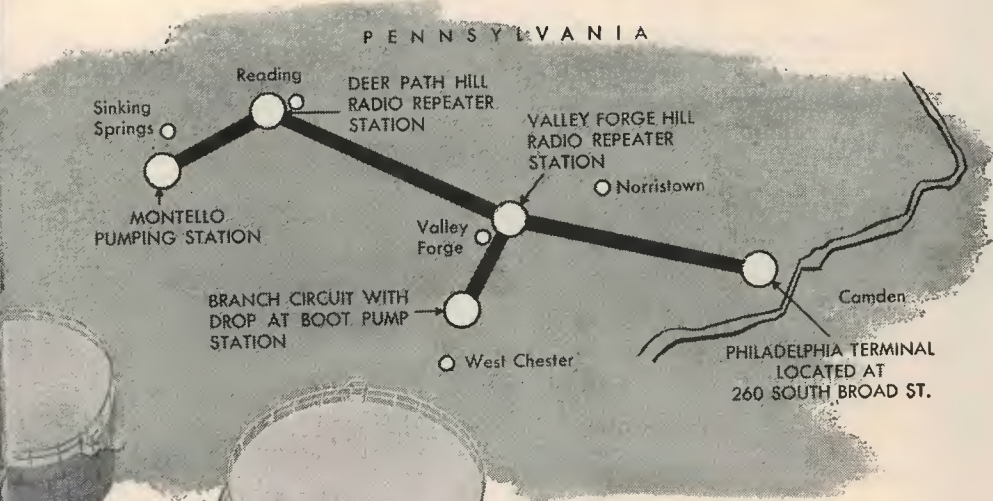 PENNSYLVANIA
Reading
DEER PATH HILL
RADIO REPEATER
STATION
Sinking
Springs
VALLEY FORGE HILL
RADIO REPEATER
STATION
Norristown
MONTELLO
PUMPING STATION
Valley
Forge
BRANCH CIRCUIT WITH
DROP AT BOOT PUMP
STATION
West Chester
Camden
PHILADELPHIA TERMINAL
LOCATED AT
260 SOUTH BROAD ST.